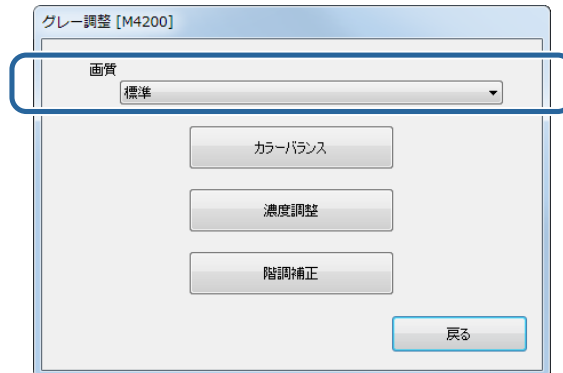 グレー調整 [M4200]
画質
標準
カラーバランス
濃度調整
階調補正
戻る